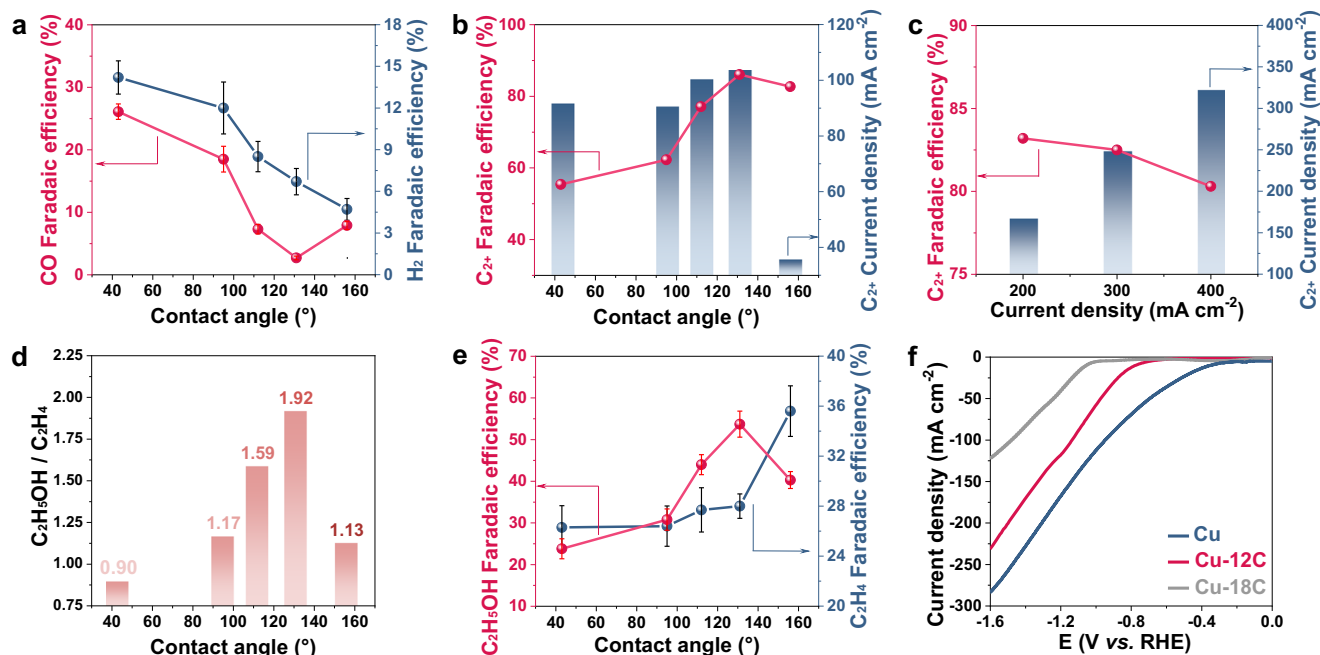 a
CO Faradaic efficiency (%)
40
30
20
10
0
40 60 80 100 120 140 160
Contact angle (°)
18
15
12
9
6
3
0
H₂ Faradaic efficiency (%)
b
C₂₊ Faradaic efficiency (%)
100
80
60
40
40 60 80 100 120 140 160
Contact angle (°)
120
100
80
60
40
30
C₂₊ Current density (mA cm⁻²)
c
C₂₊ Faradaic efficiency (%)
90
85
80
75
200 300 400
Current density (mA cm⁻²)
400
350
300
250
200
150
100
C₂₊ Current density (mA cm⁻²)
d
C₂H₅OH / C₂H₄
2.25
2.00
1.75
1.50
1.25
1.00
0.75
0.90
1.17
1.59
1.92
1.13
40 60 80 100 120 140 160
Contact angle (°)
e
C₂H₅OH Faradaic efficiency (%)
70
60
50
40
30
20
10
40 60 80 100 120 140 160
Contact angle (°)
40
36
32
28
24
20
C₂H₄ Faradaic efficiency (%)
f
Current density (mA cm⁻²)
0
-50
-100
-150
-200
-250
-300
Cu
Cu-12C
Cu-18C
-1.6 -1.2 -0.8 -0.4 0.0
E (V vs. RHE)